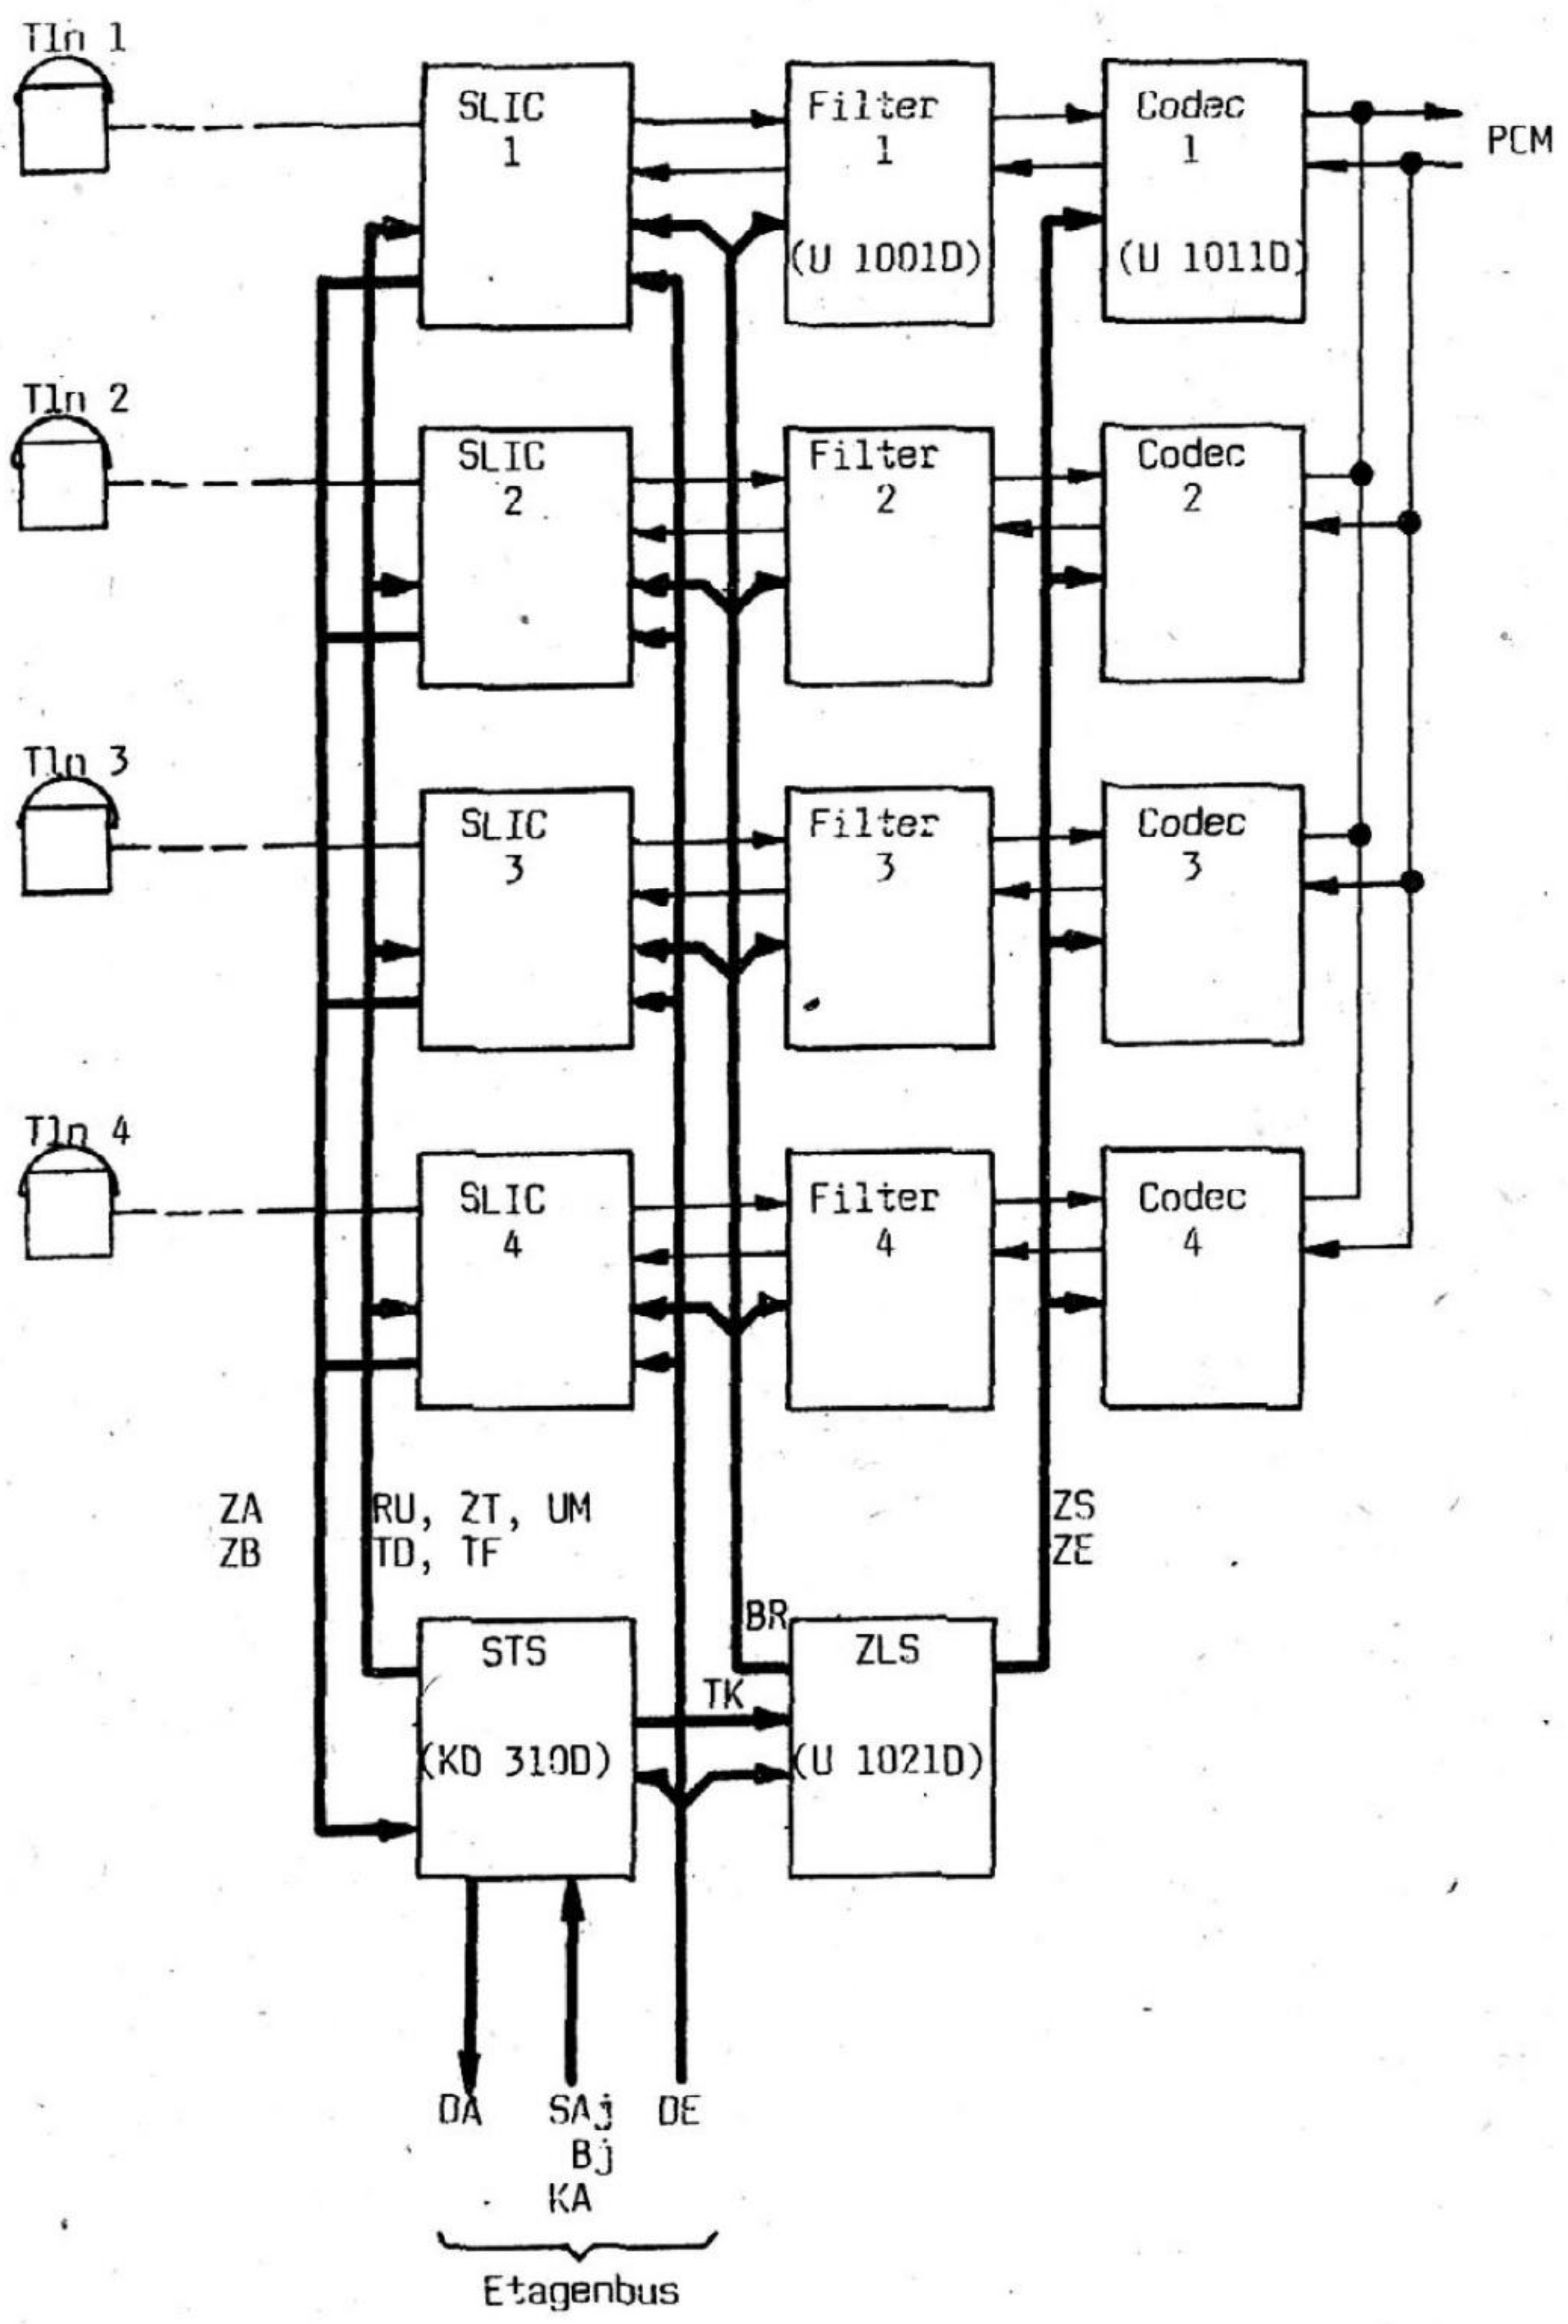 Tln 1
SLIC
1
Filter
1
(U 1001D)
Codec
1
(U 1011D)
PCM
Tln 2
SLIC
2
Filter
2
Codec
2
Tln 3
SLIC
3
Filter
3
Codec
3
Tln 4
SLIC
4
Filter
4
Codec
4
ZA
ZB
RU, ZT, UM
TD, TF
ZS
ZE
BR
STS
(KD 310D)
TK
ZLS
(U 1021D)
DA
SAj
Bj
KA
DE
Etagenbus